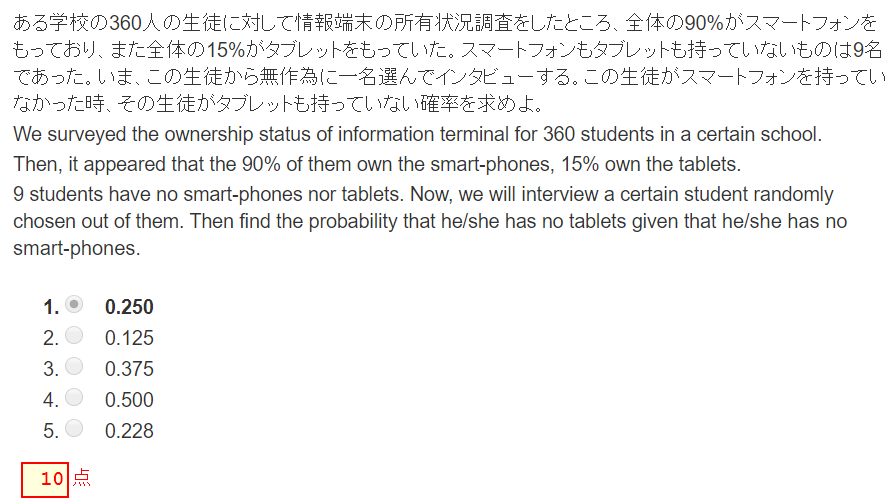 ある学校の360人の生徒に対して情報端末の所有状況調査をしたところ、全体の90%がスマートフォンを
もっており、また全体の15%がタブレットをもっていた。スマートフォンもタブレットも持っていないものは9名
であった。いま、この生徒から無作為に一名選んでインタビューする。この生徒がスマートフォンを持ってい
なかった時、その生徒がタブレットも持っていない確率を求めよ。
We surveyed the ownership status of information terminal for 360 students in a certain school.
Then, it appeared that the 90% of them own the smart-phones, 15% own the tablets.
9 students have no smart-phones nor tablets. Now, we will interview a certain student randomly
chosen out of them. Then find the probability that he/she has no tablets given that he/she has no
smart-phones.
1. 0.250
2. 0.125
3. 0.375
4. 0.500
5. 0.228
10 点